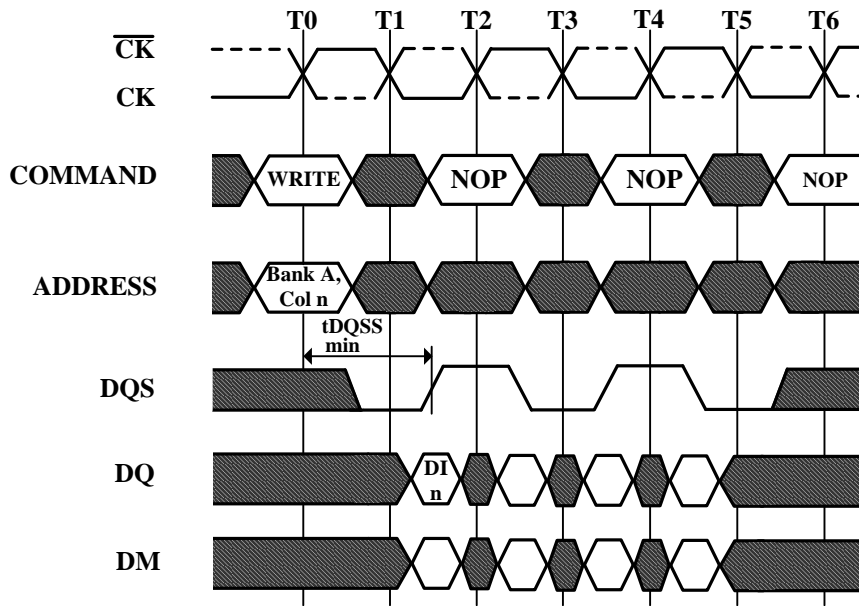 T0 T1 T2 T3 T4 T5 T6
CK
CK
COMMAND WRITE NOP NOP NOP
ADDRESS Bank A,
Col n
tDQSS
min
DQS
DQ DI
n
DM